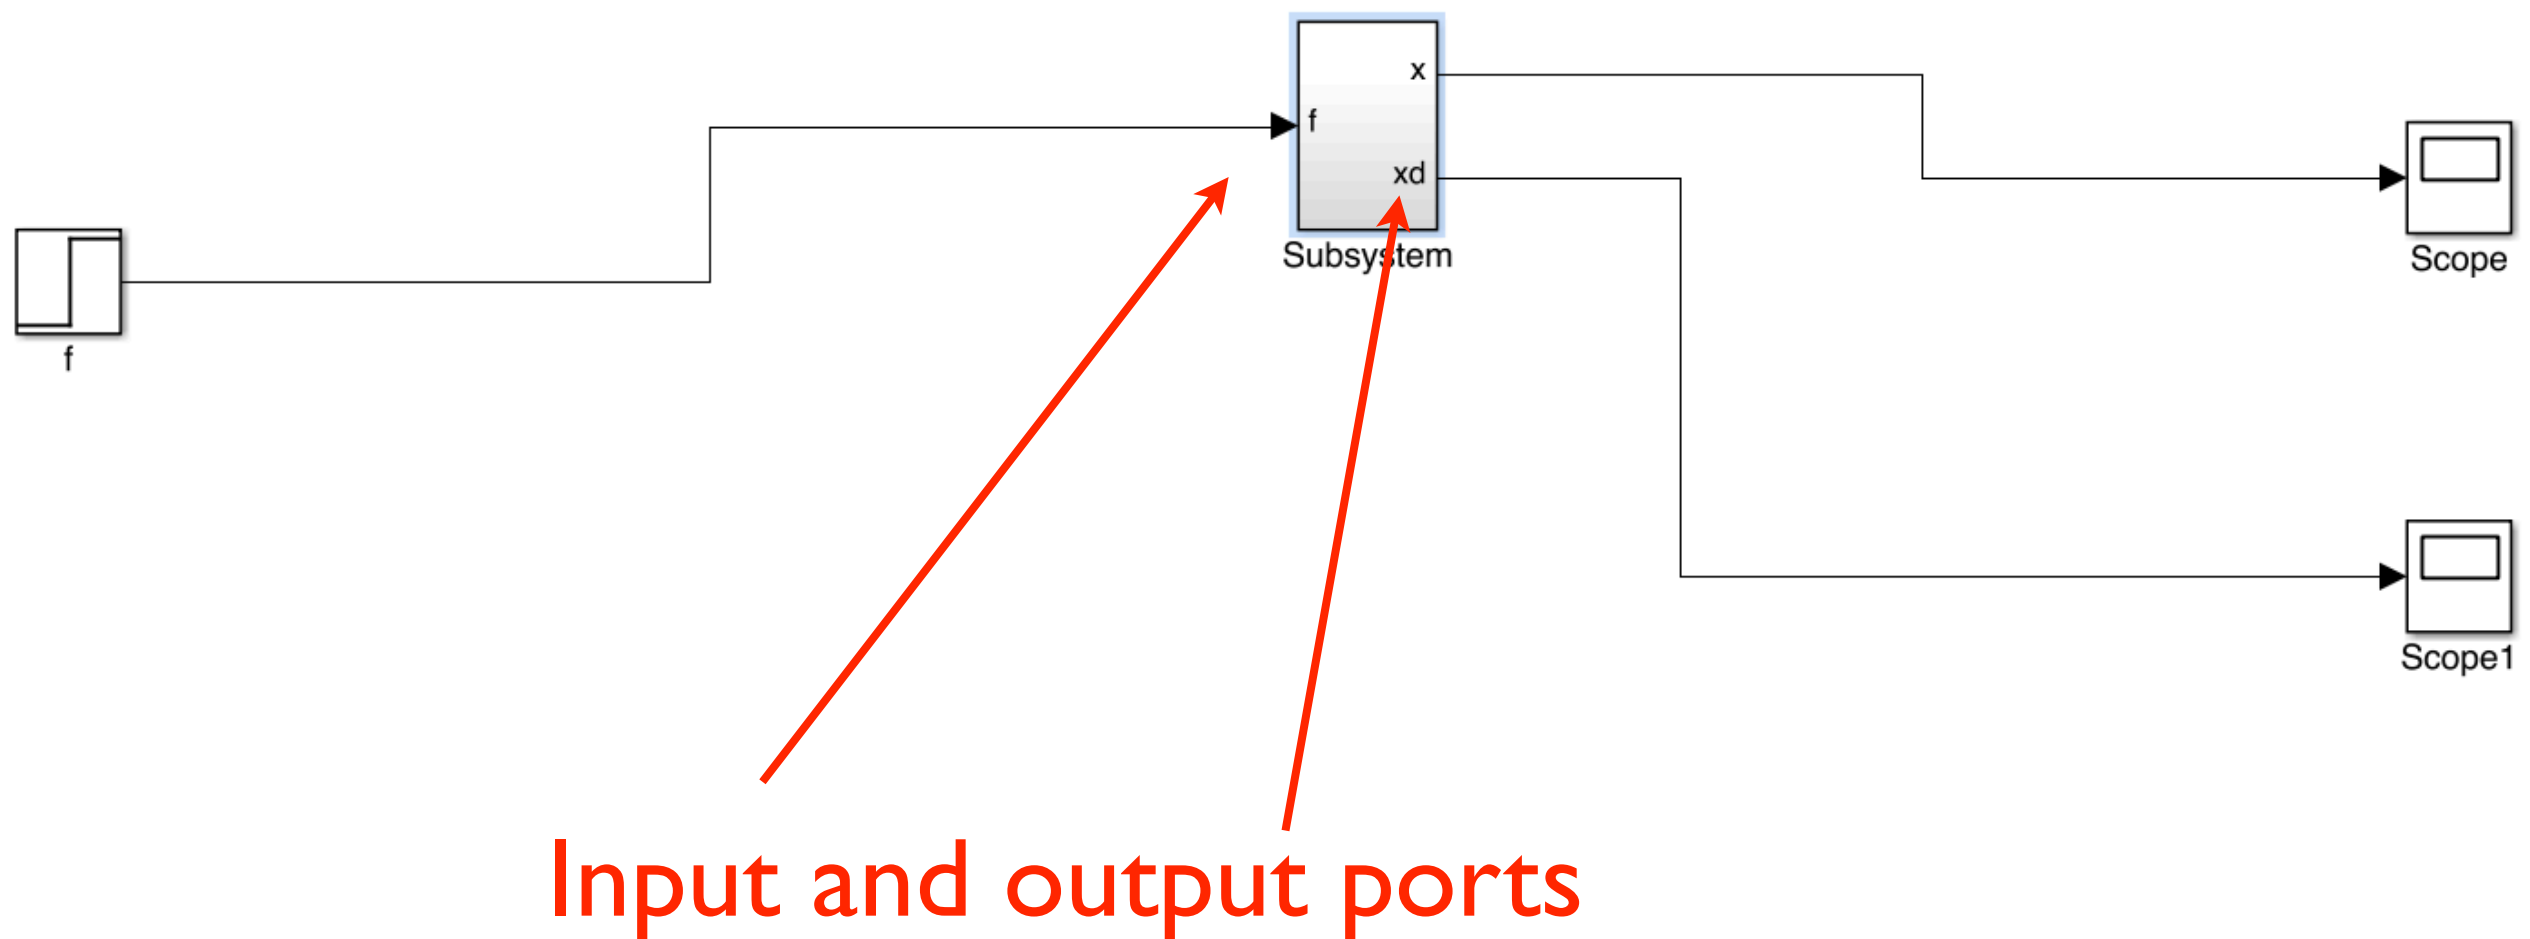 x
f
xd
Subsystem
Scope
f
Scope1
Input and output ports